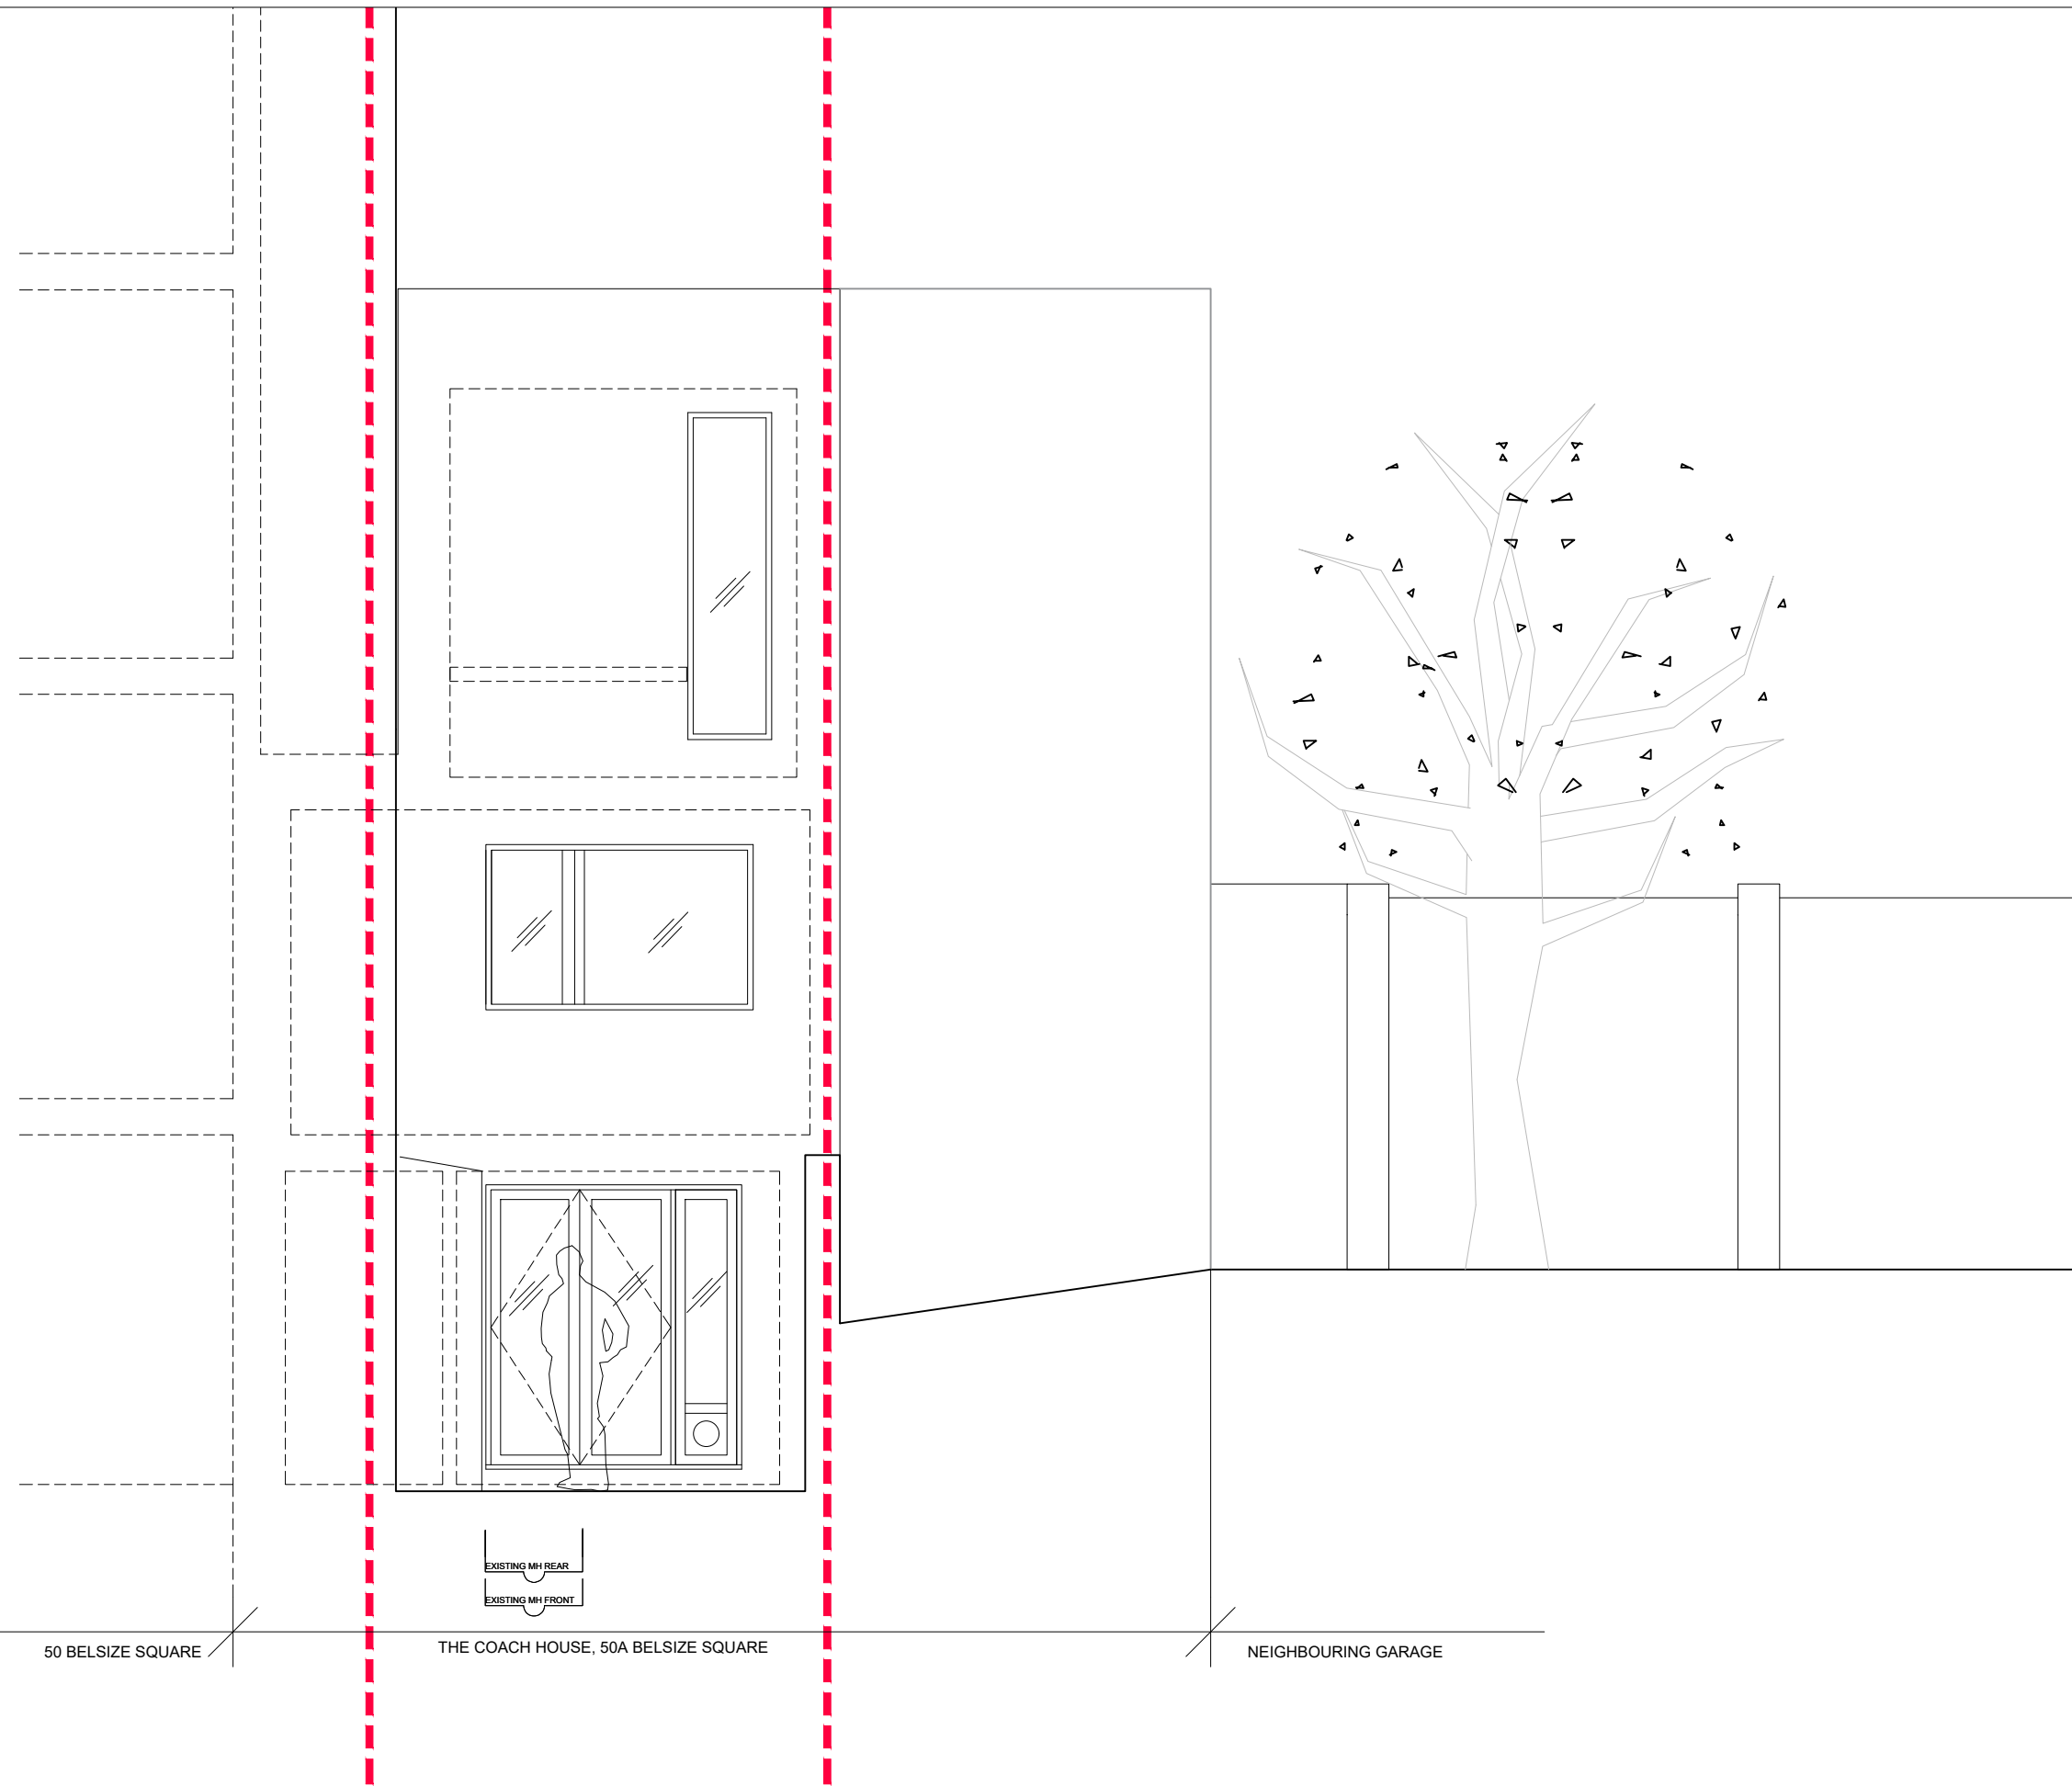 EXISTING MH REAR
EXISTING MH FRONT
50 BELSIZE SQUARE
THE COACH HOUSE, 50A BELSIZE SQUARE
NEIGHBOURING GARAGE